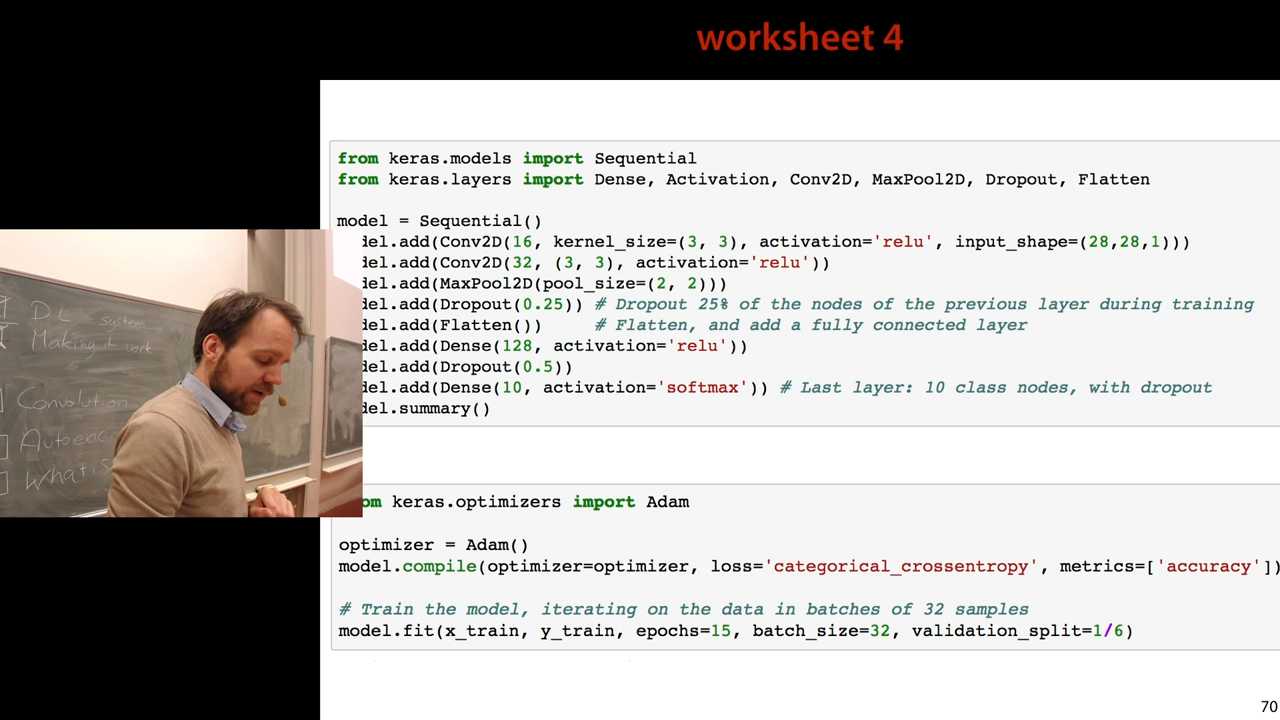 worksheet 4
from keras.models import Sequential
from keras.layers import Dense, Activation, Conv2D, MaxPool2D, Dropout, Flatten
model = Sequential()
del.add(Conv2D(16, kernel_size=(3, 3), activation='relu', input_shape=(28,28,1)))
del.add(Conv2D(32, (3, 3), activation='relu'))
del.add(MaxPool2D(pool_size=(2, 2)))
del.add(Dropout(0.25)) # Dropout 25% of the nodes of the previous layer during training
del.add(Flatten())     # Flatten, and add a fully connected layer
del.add(Dense(128, activation='relu'))
del.add(Dropout(0.5))
del.add(Dense(10, activation='softmax')) # Last layer: 10 class nodes, with dropout
del.summary()
DL system
Making it work
Convolution
Autoenc
What is
om keras.optimizers import Adam
optimizer = Adam()
model.compile(optimizer=optimizer, loss='categorical_crossentropy', metrics=['accuracy'])
# Train the model, iterating on the data in batches of 32 samples
model.fit(x_train, y_train, epochs=15, batch_size=32, validation_split=1/6)
70